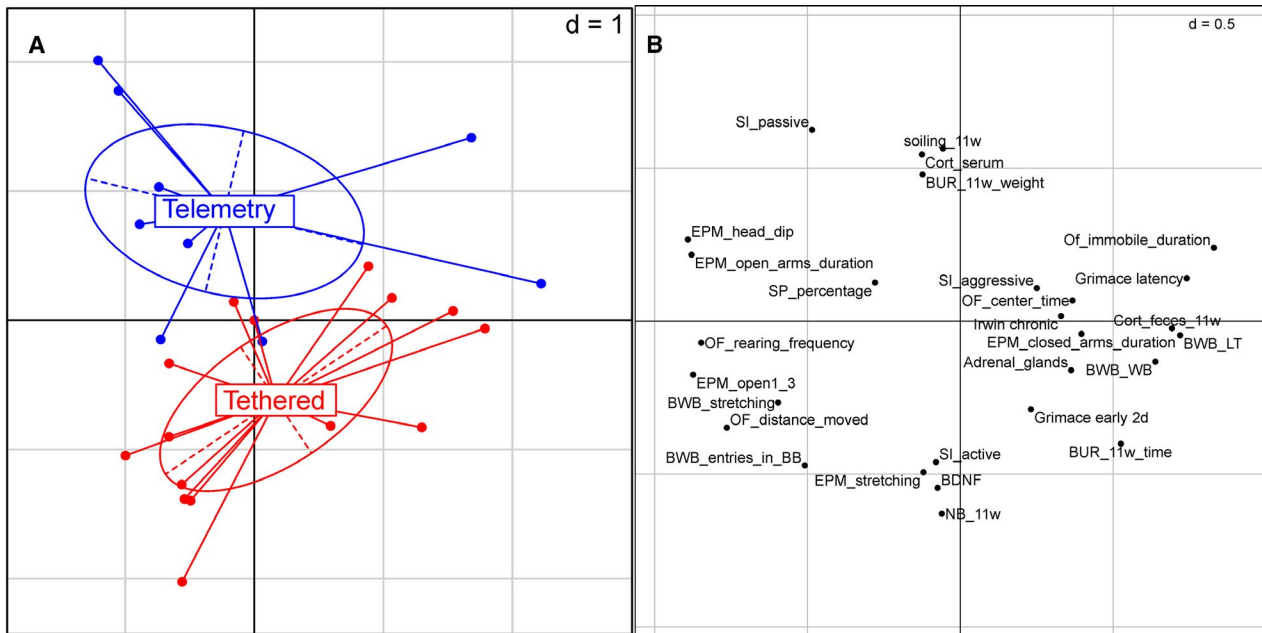 A
d = 1
Telemetry
Tethered
B
d = 0.5
SI_passive
soiling_11w
Cort_serum
BUR_11w_weight
EPM_head_dip
Of_immobile_duration
EPM_open_arms_duration
SI_aggressive
Grimace latency
SP_percentage
OF_center_time
Irwin chronic
Cort_feces_11w
OF_rearing_frequency
EPM_closed_arms_duration
BWB_LT
Adrenal_glands
BWB_WB
EPM_open1_3
BWB_stretching
Grimace early 2d
OF_distance_moved
BUR_11w_time
BWB_entries_in_BB
SI_active
EPM_stretching
BDNF
NB_11w